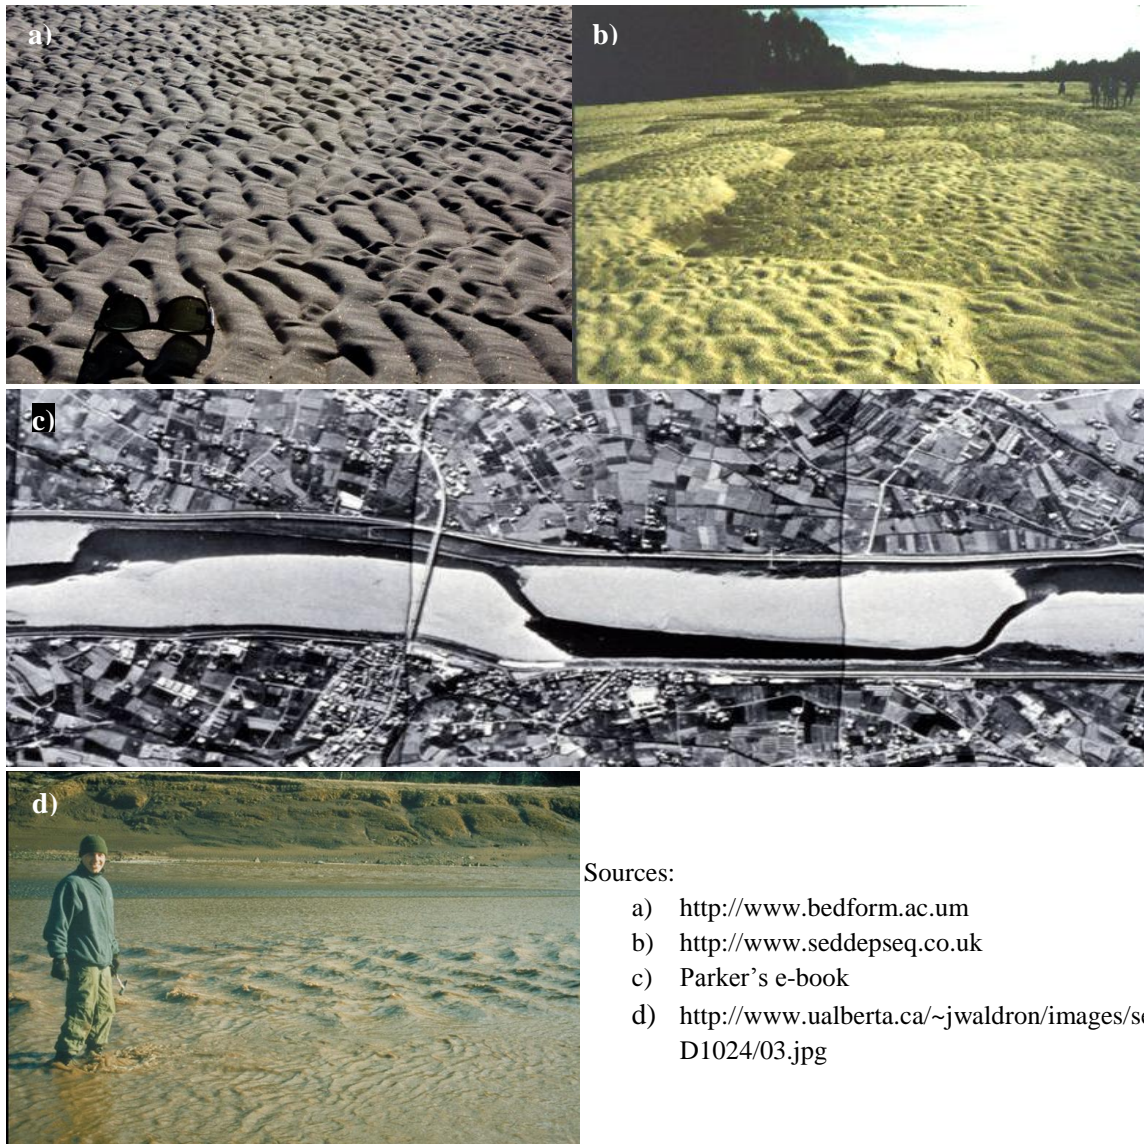 a)
b)
c)
d)
Sources:
a) http://www.bedform.ac.um
b) http://www.seddepseq.co.uk
c) Parker's e-book
d) http://www.ualberta.ca/~jwaldron/images/se
D1024/03.jpg